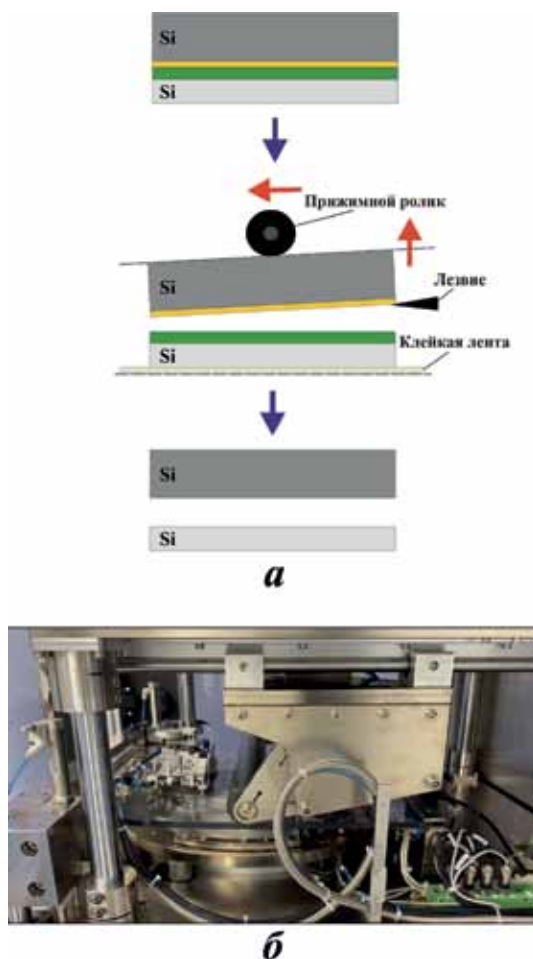 Si
Si
Прижимной ролик
Si
Лезвие
Клейкая лента
Si
Si
Si
а
б